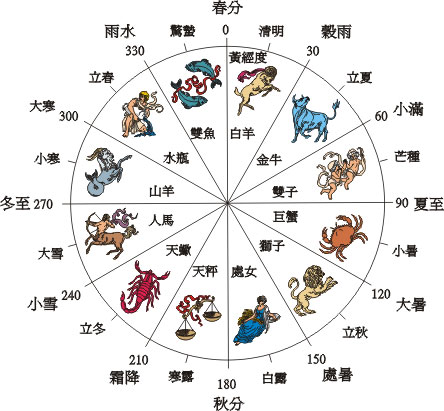 春分
0
清明
穀雨
30
立夏
小滿
60
芒種
90
夏至
小暑
大暑
120
立秋
處暑
150
白露
180
秋分
寒露
霜降
210
立冬
小雪
240
大雪
冬至
270
小寒
大寒
300
立春
雨水
330
驚蟄
黃經度
白羊
金牛
雙子
巨蟹
獅子
處女
天秤
天蠍
人馬
山羊
水瓶
雙魚